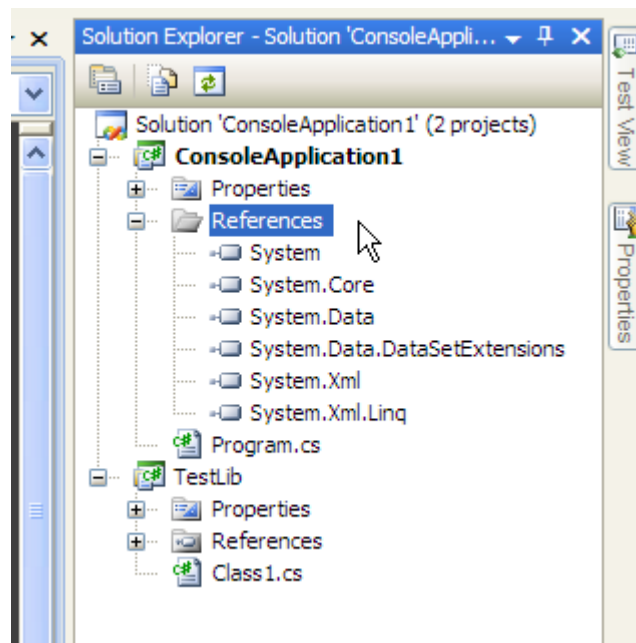 Solution Explorer - Solution 'ConsoleAppli...
Solution 'ConsoleApplication1' (2 projects)
ConsoleApplication1
Properties
References
System
System.Core
System.Data
System.Data.DataSetExtensions
System.Xml
System.Xml.Linq
Program.cs
TestLib
Properties
References
Class1.cs
Test View
Properties